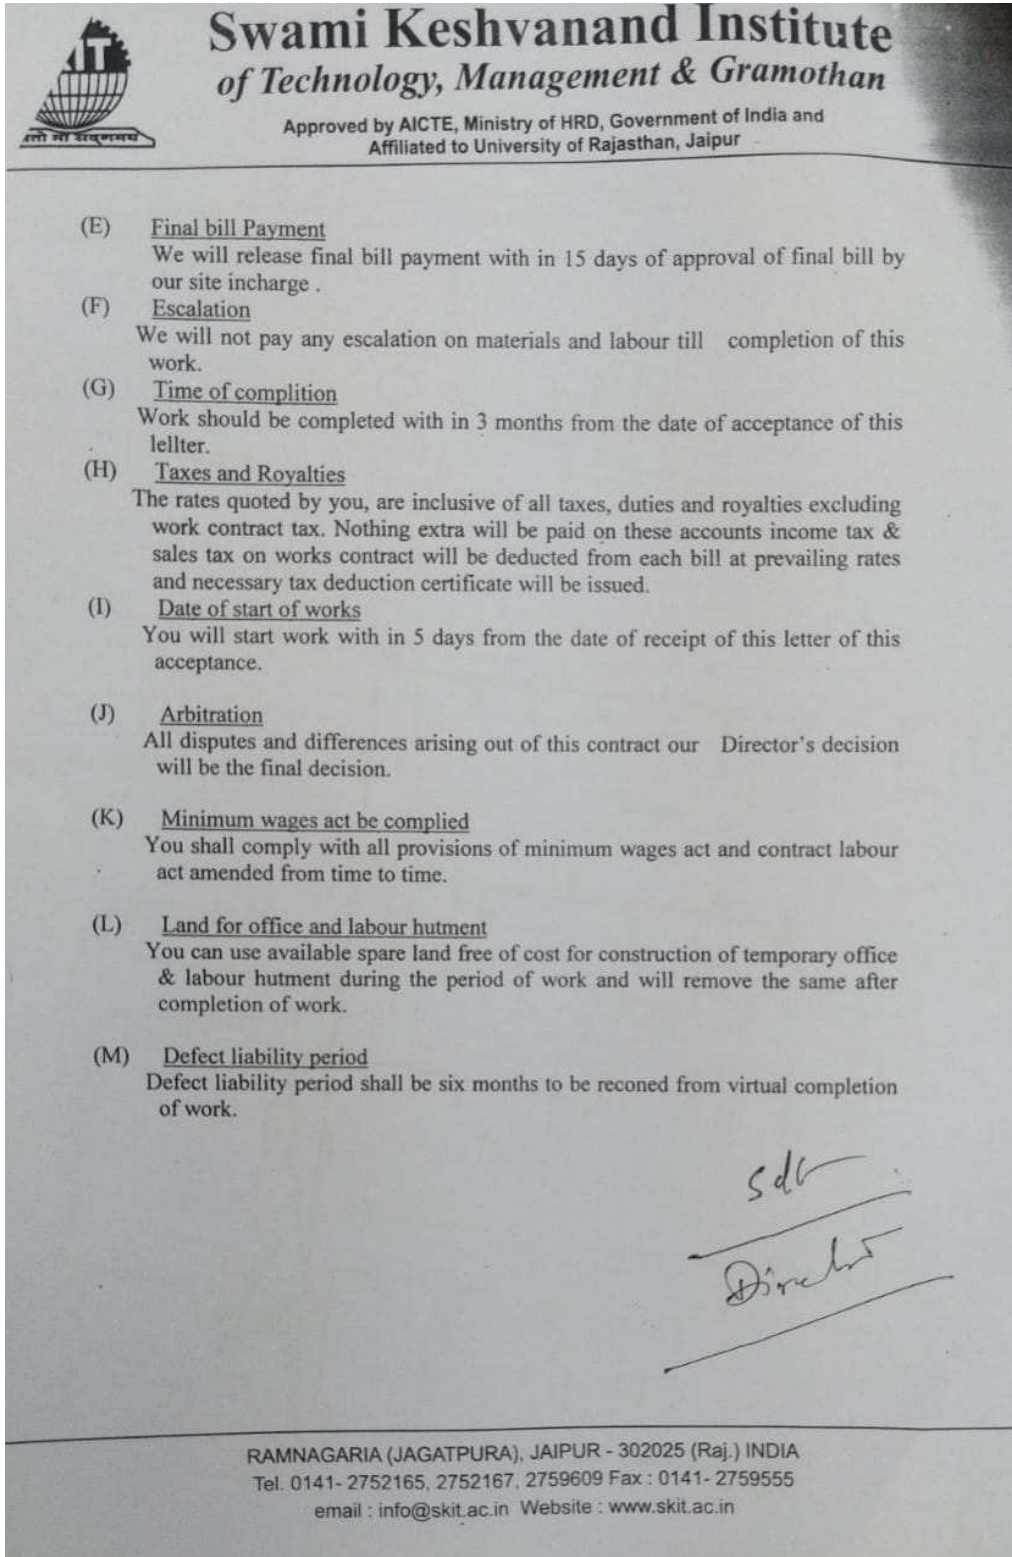 Swami Keshvanand Institute
of Technology, Management & Gramothan
Approved by AICTE, Ministry of HRD, Government of India and
Affiliated to University of Rajasthan, Jaipur
(E) Final bill Payment
We will release final bill payment with in 15 days of approval of final bill by
our site incharge .
(F) Escalation
We will not pay any escalation on materials and labour till completion of this
work.
(G) Time of complition
Work should be completed with in 3 months from the date of acceptance of this
lellter.
(H) Taxes and Royalties
The rates quoted by you, are inclusive of all taxes, duties and royalties excluding
work contract tax. Nothing extra will be paid on these accounts income tax &
sales tax on works contract will be deducted from each bill at prevailing rates
and necessary tax deduction certificate will be issued.
(I) Date of start of works
You will start work with in 5 days from the date of receipt of this letter of this
acceptance.
(J) Arbitration
All disputes and differences arising out of this contract our Director's decision
will be the final decision.
(K) Minimum wages act be complied
You shall comply with all provisions of minimum wages act and contract labour
act amended from time to time.
(L) Land for office and labour hutment
You can use available spare land free of cost for construction of temporary office
& labour hutment during the period of work and will remove the same after
completion of work.
(M) Defect liability period
Defect liability period shall be six months to be reconed from virtual completion
of work.
Sd/-
Director
RAMNAGARIA (JAGATPURA), JAIPUR - 302025 (Raj.) INDIA
Tel. 0141- 2752165, 2752167, 2759609 Fax : 0141- 2759555
email : info@skit.ac.in Website : www.skit.ac.in